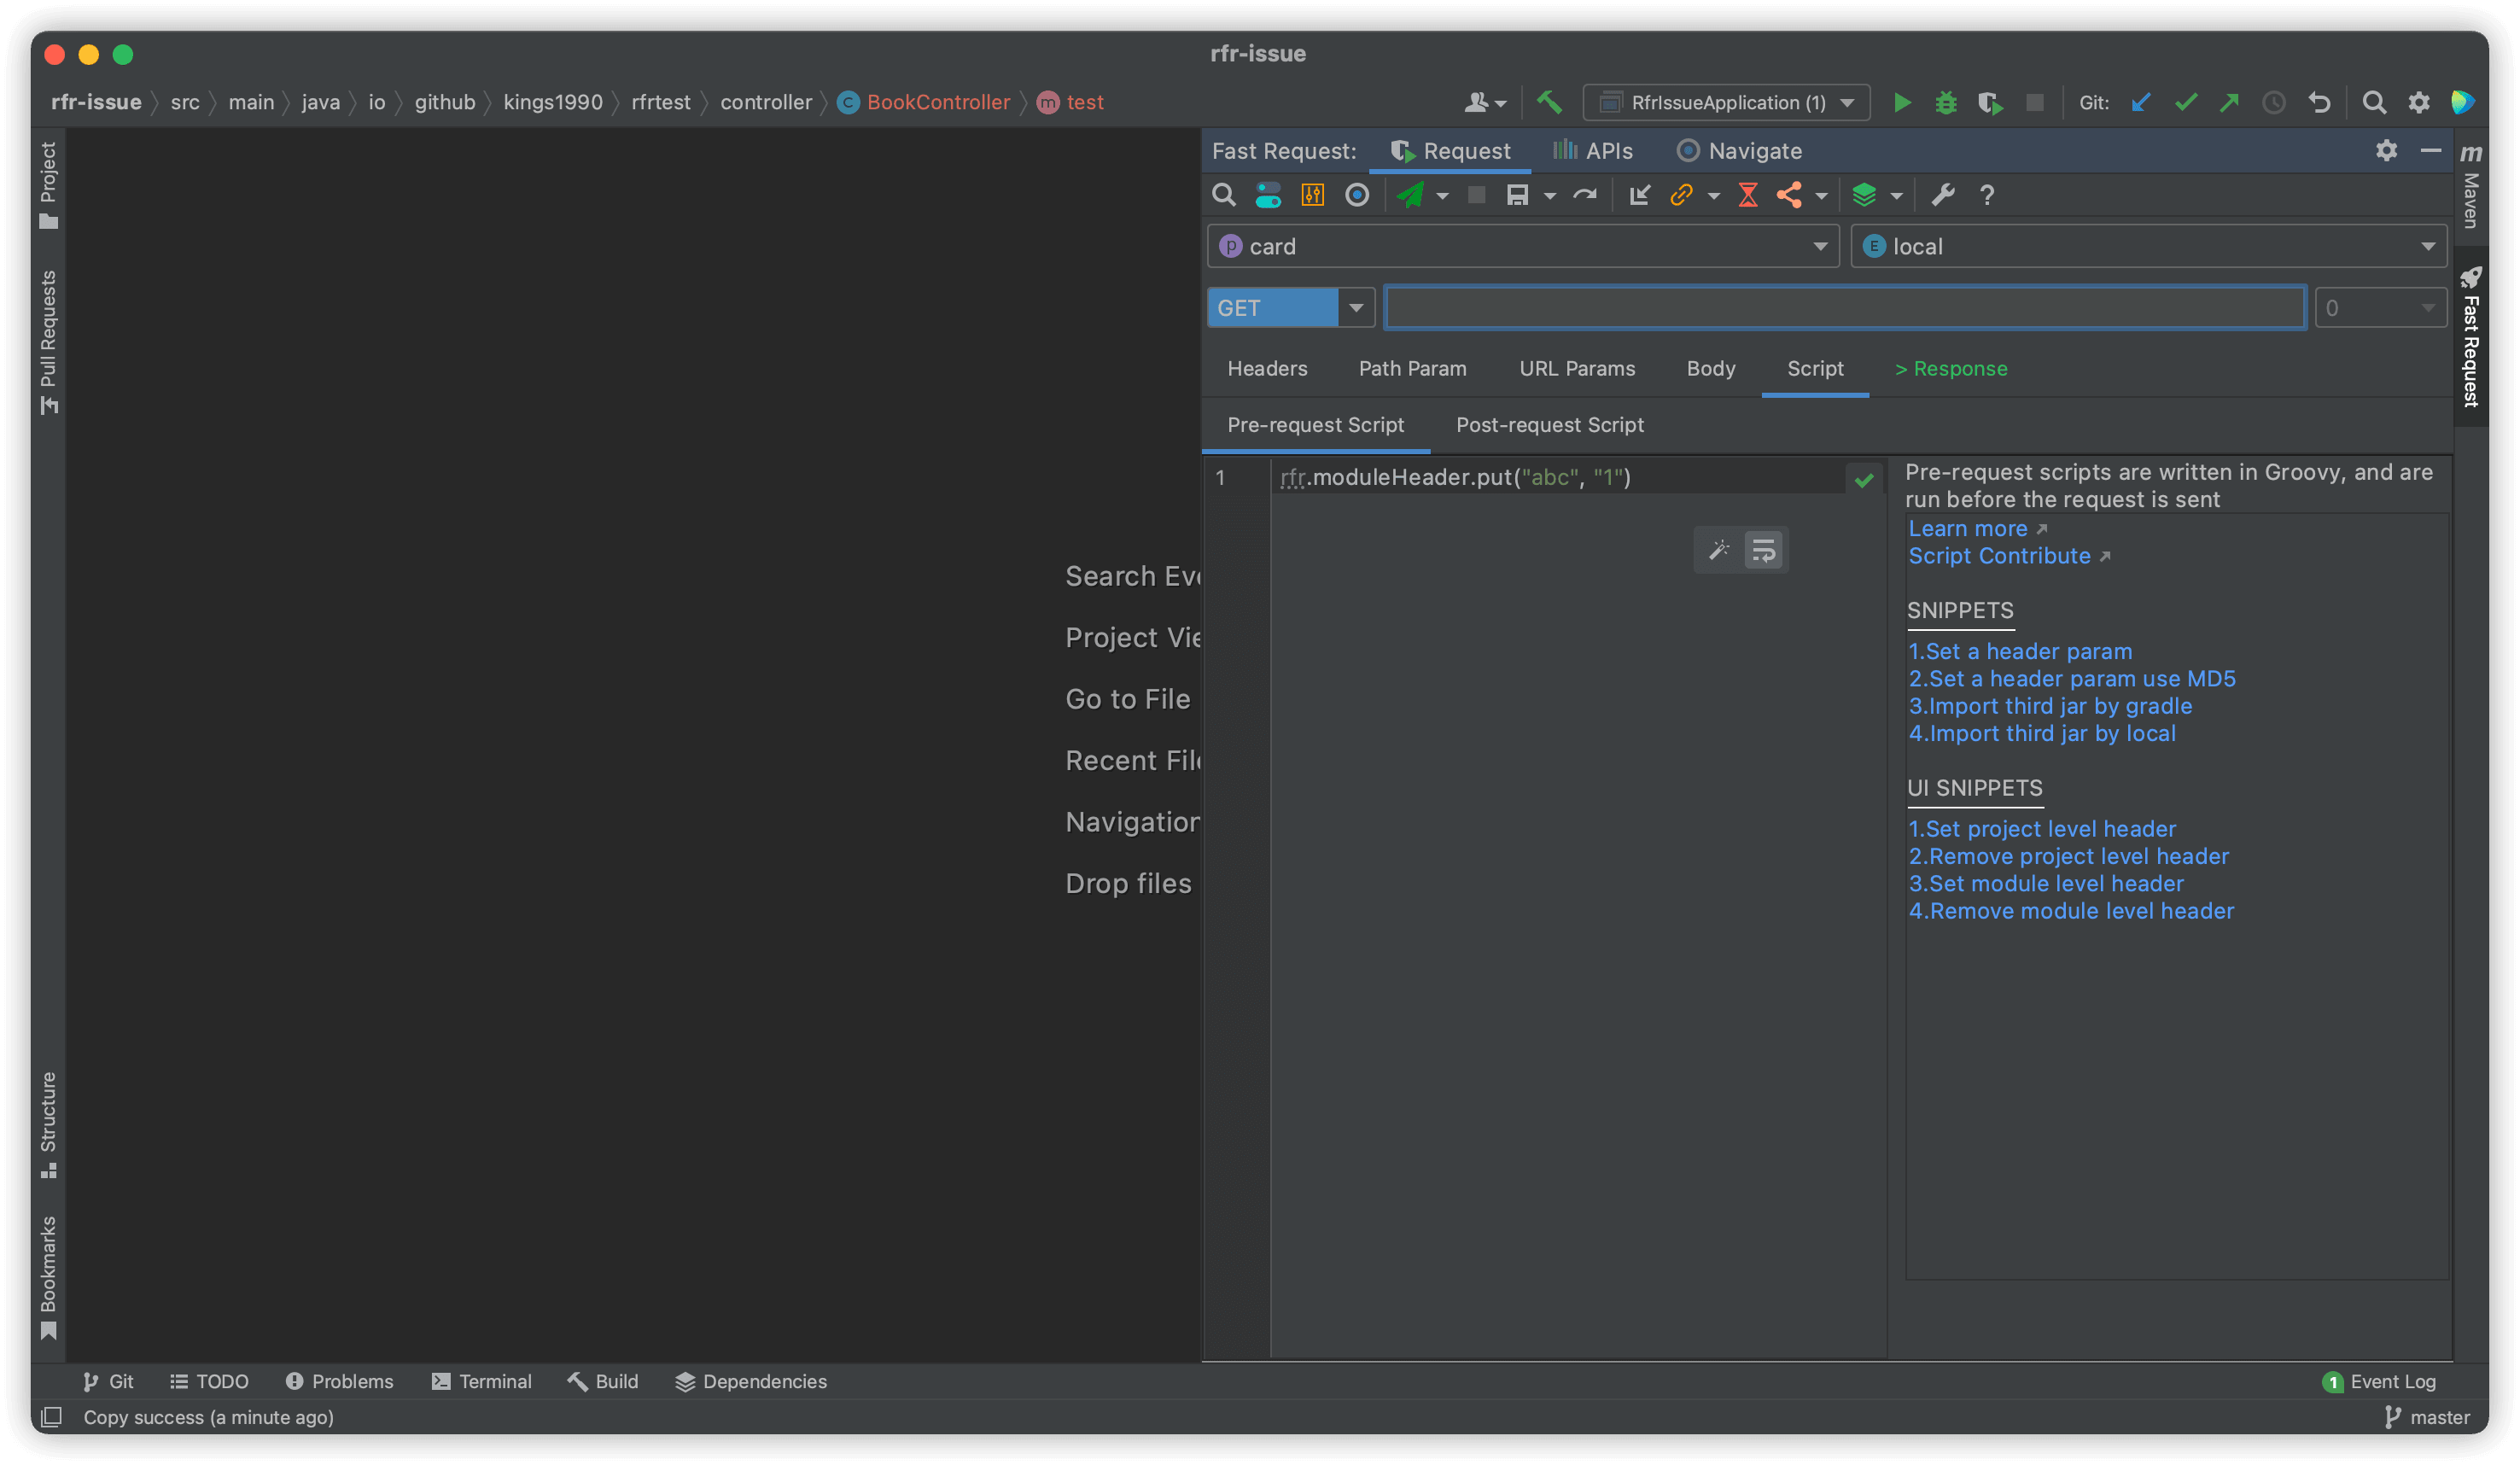 rfr-issue
rfr-issue src main java io github kings1990 rfrtest controller C BookController m test
RfrIssueApplication (1)
Git:
Project
Pull Requests
Structure
Bookmarks
Search Eve
Project Vie
Go to File
Recent File
Navigation
Drop files
Fast Request: Request APIs Navigate
p card
E local
GET
0
Headers Path Param URL Params Body Script > Response
Pre-request Script Post-request Script
1 rfr.moduleHeader.put("abc", "1")
Pre-request scripts are written in Groovy, and are
run before the request is sent
Learn more ↗
Script Contribute ↗
SNIPPETS
1.Set a header param
2.Set a header param use MD5
3.Import third jar by gradle
4.Import third jar by local
UI SNIPPETS
1.Set project level header
2.Remove project level header
3.Set module level header
4.Remove module level header
m Maven
Fast Request
Git TODO Problems Terminal Build Dependencies
1 Event Log
Copy success (a minute ago)
master